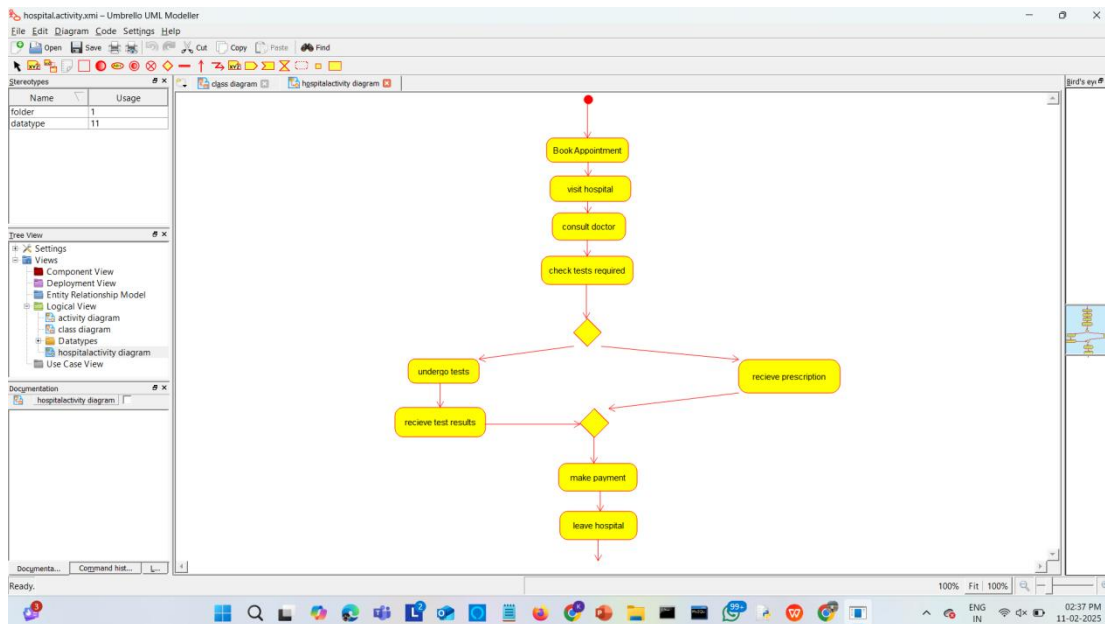 hospital.activity.xmi – Umbrello UML Modeller
File Edit Diagram Code Settings Help
Open Save Cut Copy Paste Find
Stereotypes
Name Usage
folder 1
datatype 11
Tree View
Settings
Views
Component View
Deployment View
Entity Relationship Model
Logical View
activity diagram
class diagram
Datatypes
hospitalactivity diagram
Use Case View
Documentation
hospitalactivity diagram
Documenta... Command hist... L...
class diagram hospitalactivity diagram
Book Appointment
visit hospital
consult doctor
check tests required
undergo tests
recieve prescription
recieve test results
make payment
leave hospital
Bird's eye
Ready.
100% Fit 100%
3
2
99+
ENG
IN
02:37 PM
11-02-2025